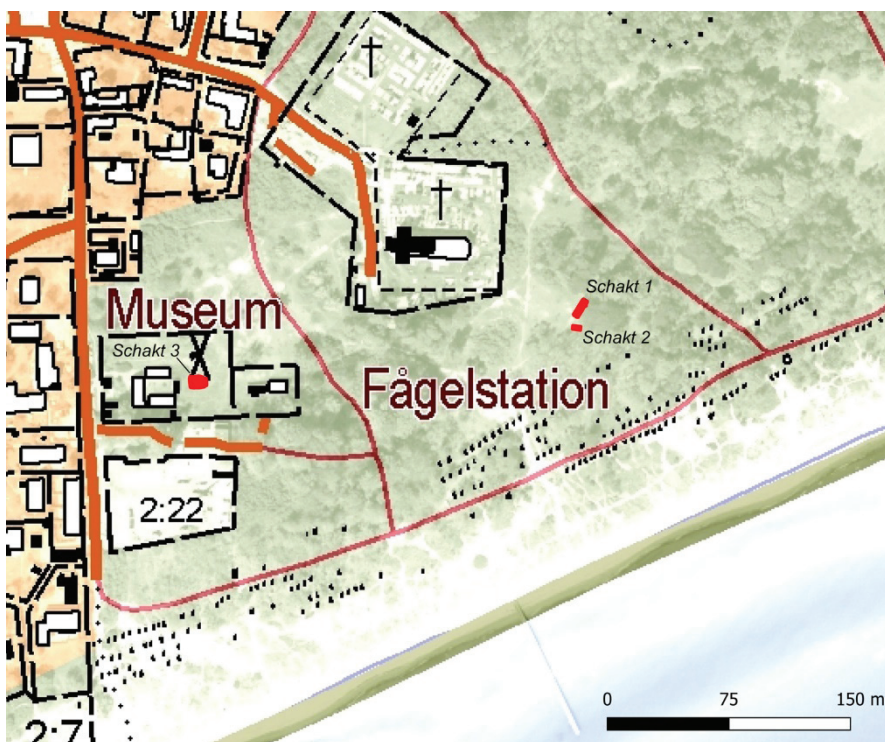 Schakt 1
Museum
Schakt 2
Schakt 3
Fågelstation
2:22
0 75 150 m
2:7